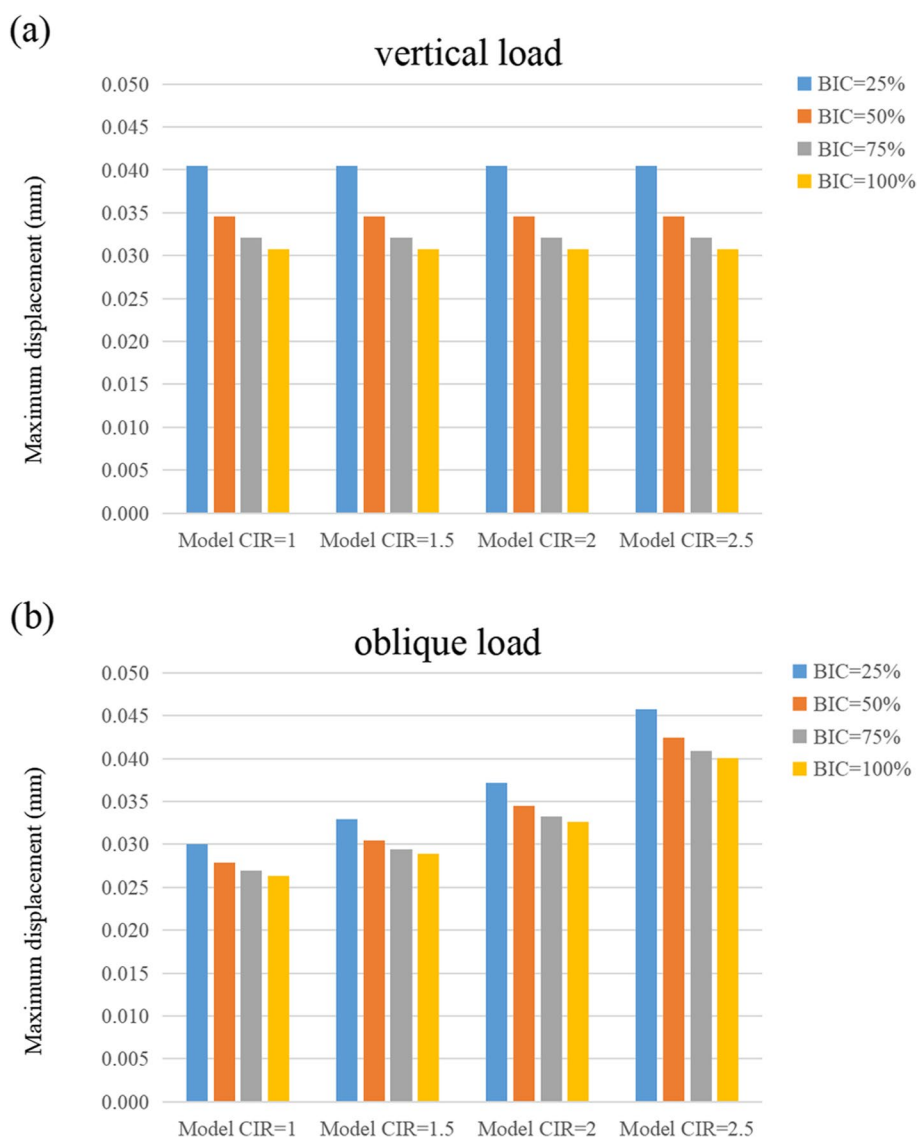 (a)
vertical load
Maximum displacement (mm)
0.050
0.045
0.040
0.035
0.030
0.025
0.020
0.015
0.010
0.005
0.000
Model CIR=1
Model CIR=1.5
Model CIR=2
Model CIR=2.5
BIC=25%
BIC=50%
BIC=75%
BIC=100%
(b)
oblique load
Maximum displacement (mm)
0.050
0.045
0.040
0.035
0.030
0.025
0.020
0.015
0.010
0.005
0.000
Model CIR=1
Model CIR=1.5
Model CIR=2
Model CIR=2.5
BIC=25%
BIC=50%
BIC=75%
BIC=100%